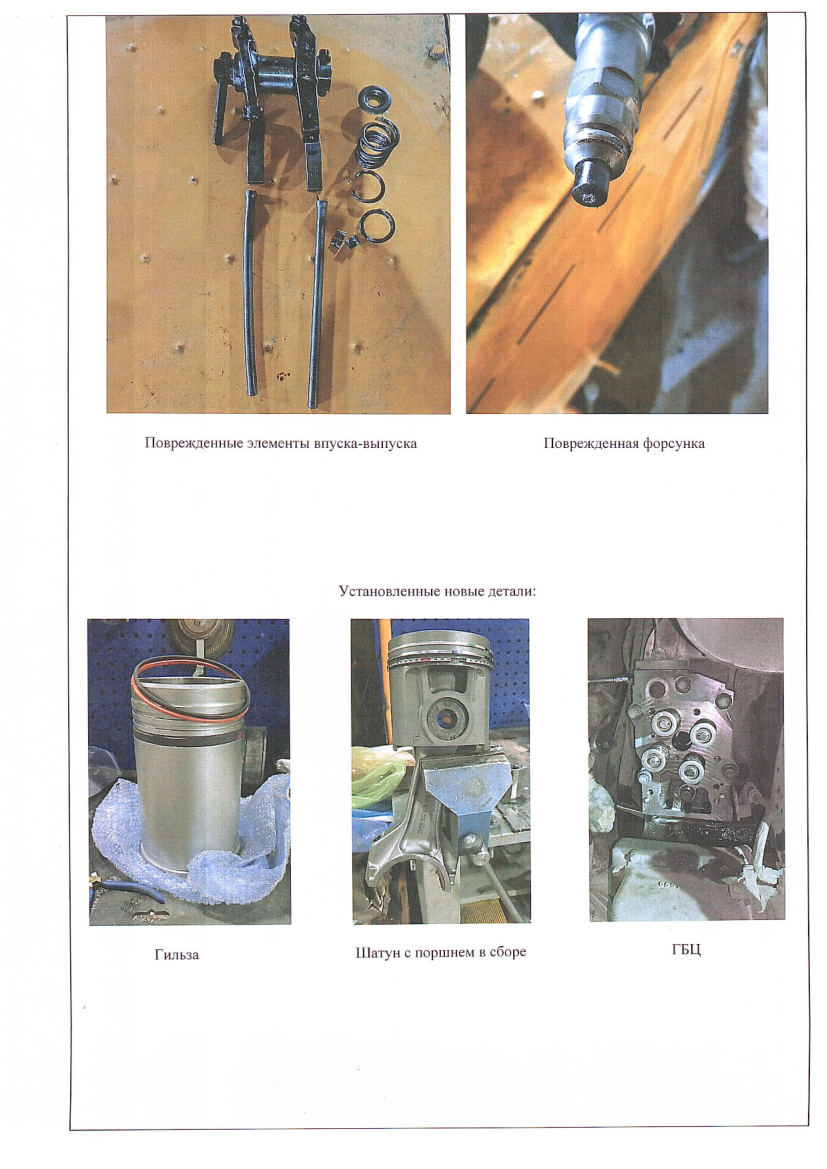 Поврежденные элементы впуска-выпуска
Поврежденная форсунка
Установленные новые детали:
Гильза
Шатун с поршнем в сборе
ГБЦ